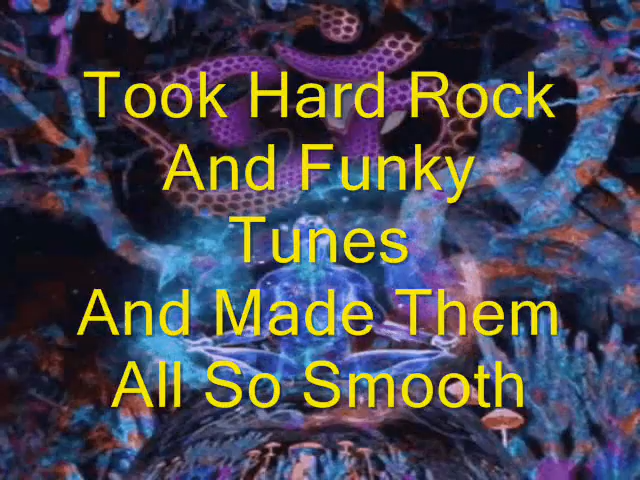 Took Hard Rock
And Funky
Tunes
And Made Them
All So Smooth